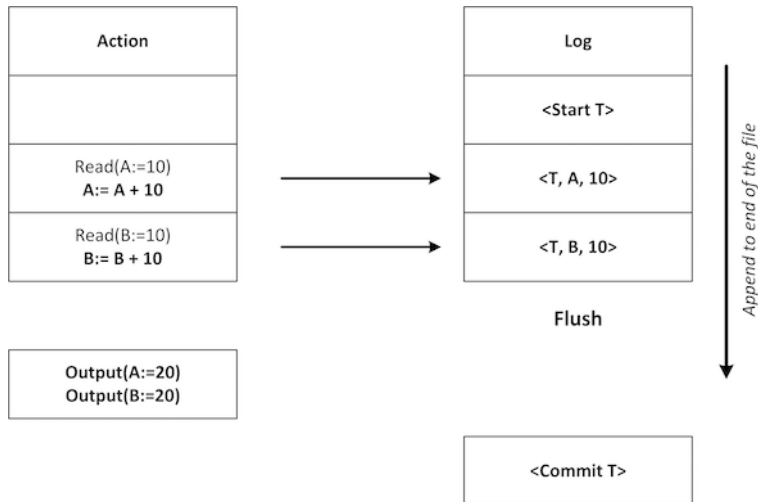 Action
Log
<Start T>
Read(A:=10)
A:= A + 10
<T, A, 10>
Read(B:=10)
B:= B + 10
<T, B, 10>
Flush
Output(A:=20)
Output(B:=20)
<Commit T>
Append to end of the file